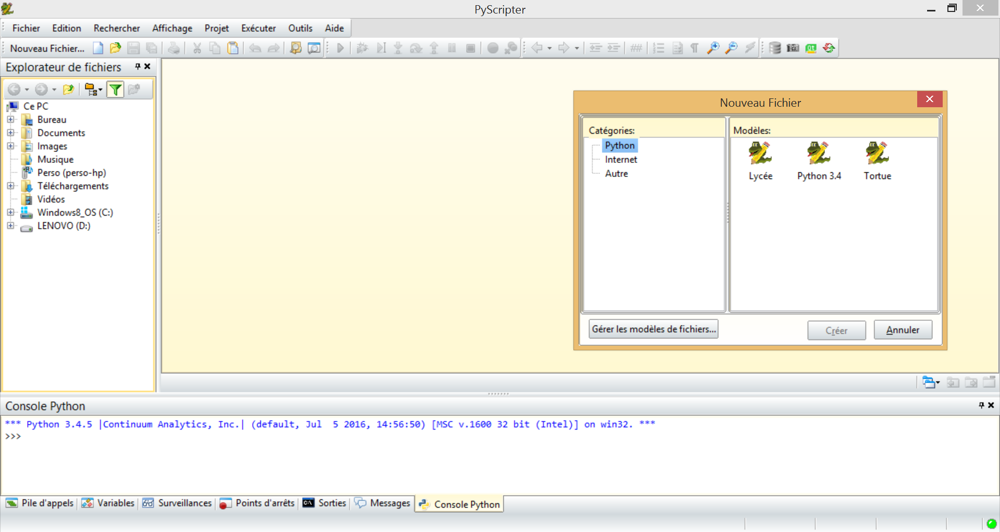 PyScripter
Fichier Edition Rechercher Affichage Projet Exécuter Outils Aide
Nouveau Fichier...
Explorateur de fichiers
Ce PC
Bureau
Documents
Images
Musique
Perso (perso-hp)
Téléchargements
Vidéos
Windows8_OS (C:)
LENOVO (D:)
Nouveau Fichier
Catégories:
Python
Internet
Autre
Modèles:
Lycée Python 3.4 Tortue
Gérer les modèles de fichiers...
Créer
Annuler
Console Python
*** Python 3.4.5 |Continuum Analytics, Inc.| (default, Jul  5 2016, 14:56:50) [MSC v.1600 32 bit (Intel)] on win32. ***
>>>
Pile d'appels Variables Surveillances Points d'arrêts Sorties Messages Console Python